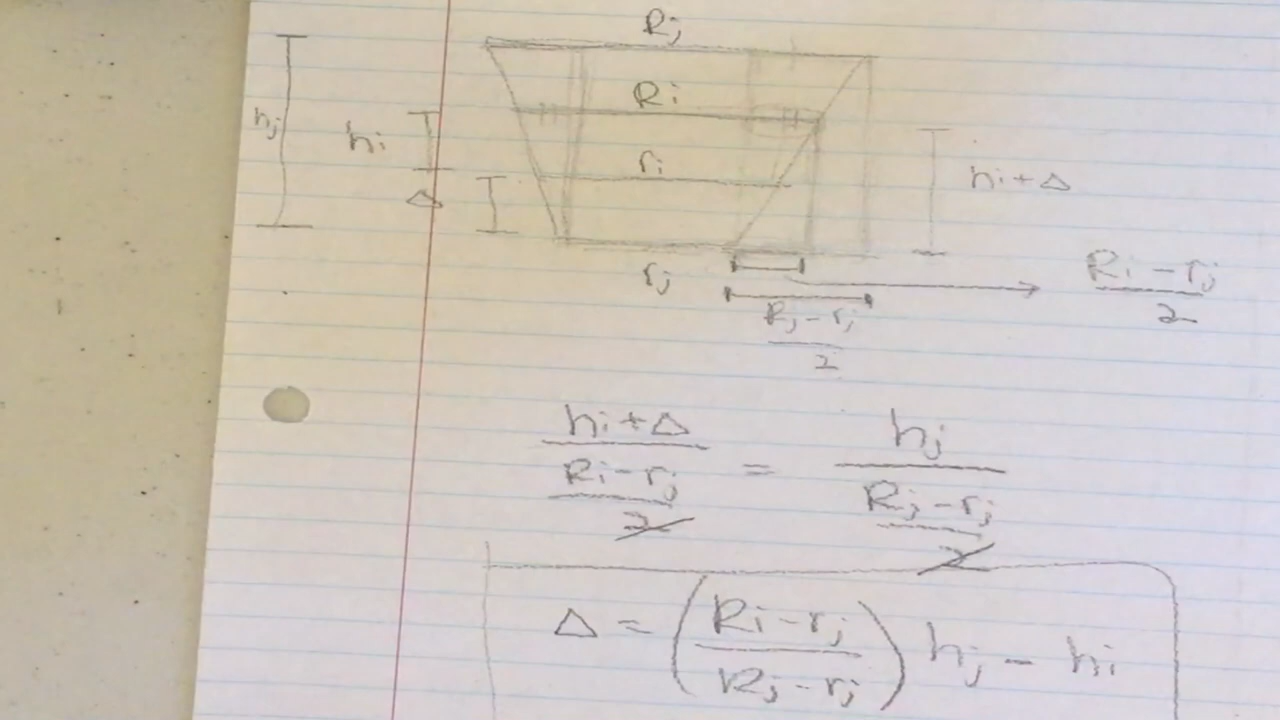 Rj
hj
Ri
hi
ri
hi+Δ
Δ
rj
Ri-rj
2
Rj-rj
2
hi+Δ
Ri-rj
2
=
hj
Rj-rj
2
Δ = (Ri-rj / Rj-rj) hj - hi